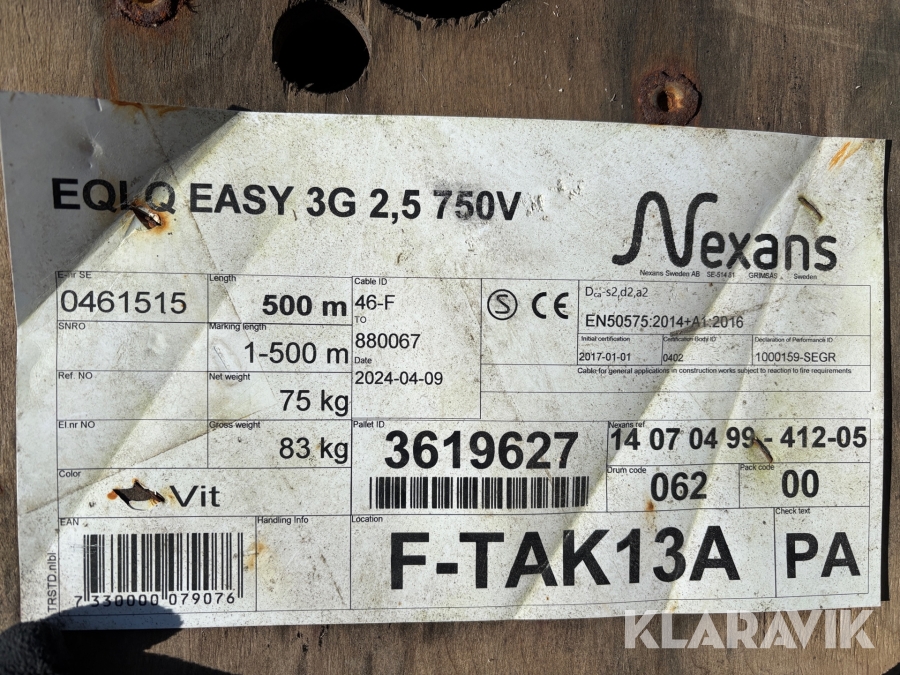 EQLQ EASY 3G 2,5 750V
Nexans
Nexans Sweden AB SE-514 81 GRIMSÅS Sweden
E-nr SE
0461515
Length
500 m
Cable ID
46-F
TO
880067
Date
2024-04-09
SNRO
Marking length
1-500 m
Ref. NO
Net weight
75 kg
El.nr NO
Gross weight
83 kg
S CE
Dca-s2,d2,a2
EN50575:2014+A1:2016
Initial certification
2017-01-01
Certification Body ID
0402
Declaration of Performance ID
1000159-SEGR
Cable for general applications in construction works subject to reaction to fire requirements
Pallet ID
3619627
Nexans ref
14 07 04 99 - 412-05
Drum code
062
Pack code
00
Color
Vit
EAN
7 330000 079076
Handling Info
Location
F-TAK13A
Check text
PA
TRSTD.nlbl
KLARAVIK